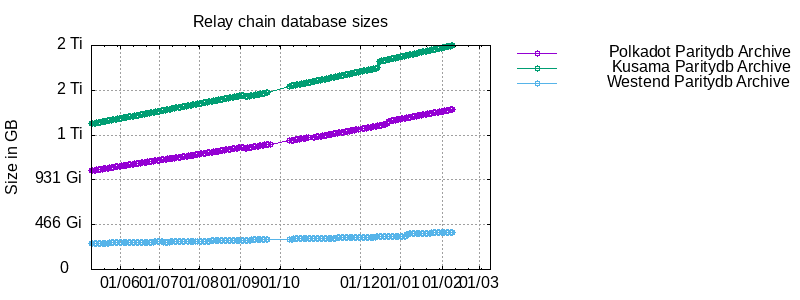 Relay chain database sizes
2 Ti
2 Ti
1 Ti
931 Gi
466 Gi
0
Size in GB
01/06 01/07 01/08 01/09 01/10 01/12 01/01 01/02 01/03
Polkadot Paritydb Archive
Kusama Paritydb Archive
Westend Paritydb Archive